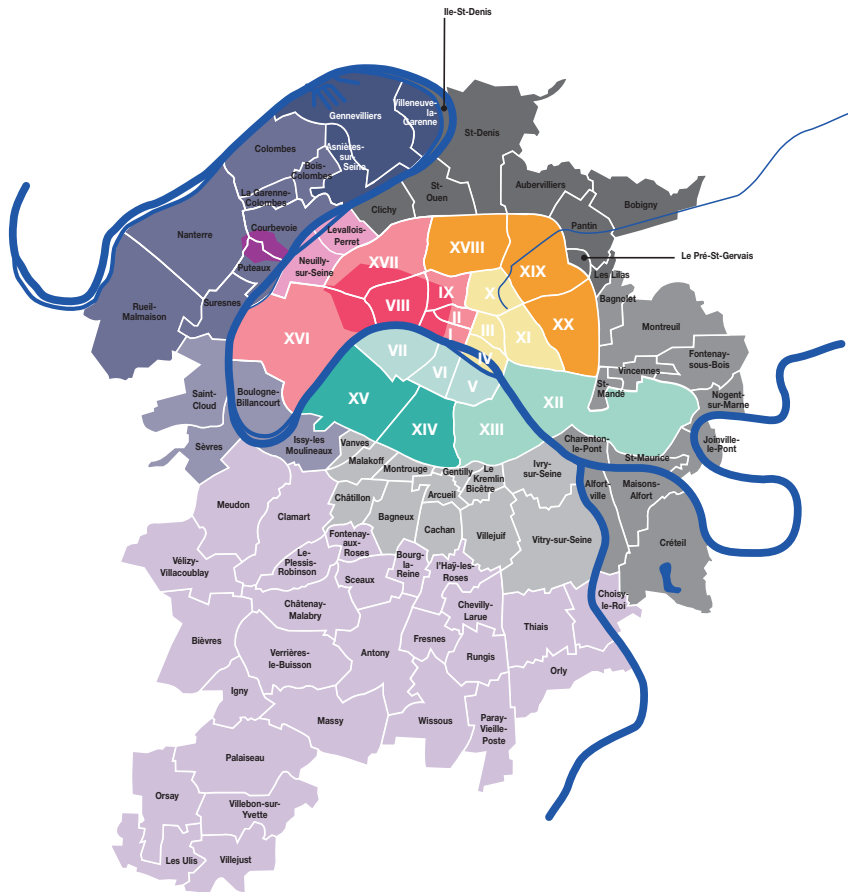 Ile-St-Denis
Villeneuve-
la-
Garenne
Gennevilliers
St-Denis
Colombes
Asnières-
sur-
Seine
Bois-
Colombes
La Garenne-
Colombes
St-
Ouen
Aubervilliers
Bobigny
Clichy
Pantin
Courbevoie
Levallois-
Perret
Nanterre
Le Pré-St-Gervais
Puteaux
Neuilly-
sur-Seine
XVII
XVIII
XIX
Les Lilas
Bagnolet
Rueil-
Malmaison
Suresnes
VIII
IX
X
II
I
III
XI
XX
Montreuil
XVI
VII
IV
Fontenay-
sous-Bois
Vincennes
VI
V
St-
Mandé
Saint-
Cloud
Boulogne-
Billancourt
XV
XII
Nogent-
sur-Marne
XIV
XIII
Sèvres
Issy-les
Moulineaux
Vanves
Malakoff
Montrouge
Gentilly
Le
Kremlin
Bicêtre
Ivry-
sur-Seine
Charenton-
le-Pont
St-Maurice
Joinville-
le-Pont
Arcueil
Alfort-
ville
Maisons-
Alfort
Meudon
Clamart
Châtillon
Bagneux
Cachan
Villejuif
Vitry-sur-Seine
Créteil
Fontenay-
aux-
Roses
Vélizy-
Villacoublay
Le-
Plessis-
Robinson
Sceaux
Bourg-
la-
Reine
l'Haÿ-les-
Roses
Châtenay-
Malabry
Chevilly-
Larue
Choisy-
le-Roi
Thiais
Bièvres
Verrières-
le-Buisson
Antony
Fresnes
Rungis
Orly
Igny
Massy
Wissous
Paray-
Vieille-
Poste
Palaiseau
Orsay
Villebon-sur-
Yvette
Les Ulis
Villejust